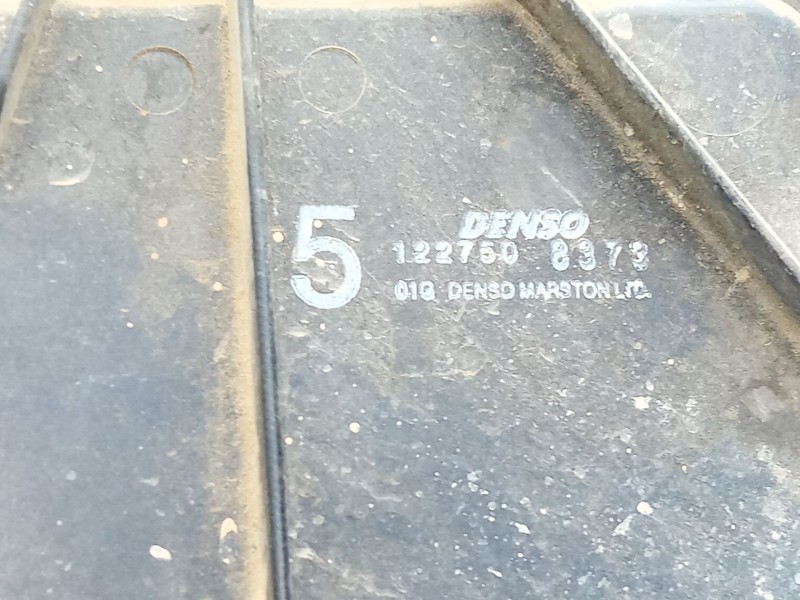 5
DENSO
122750 8373
01G DENSO MARSTON LTD.